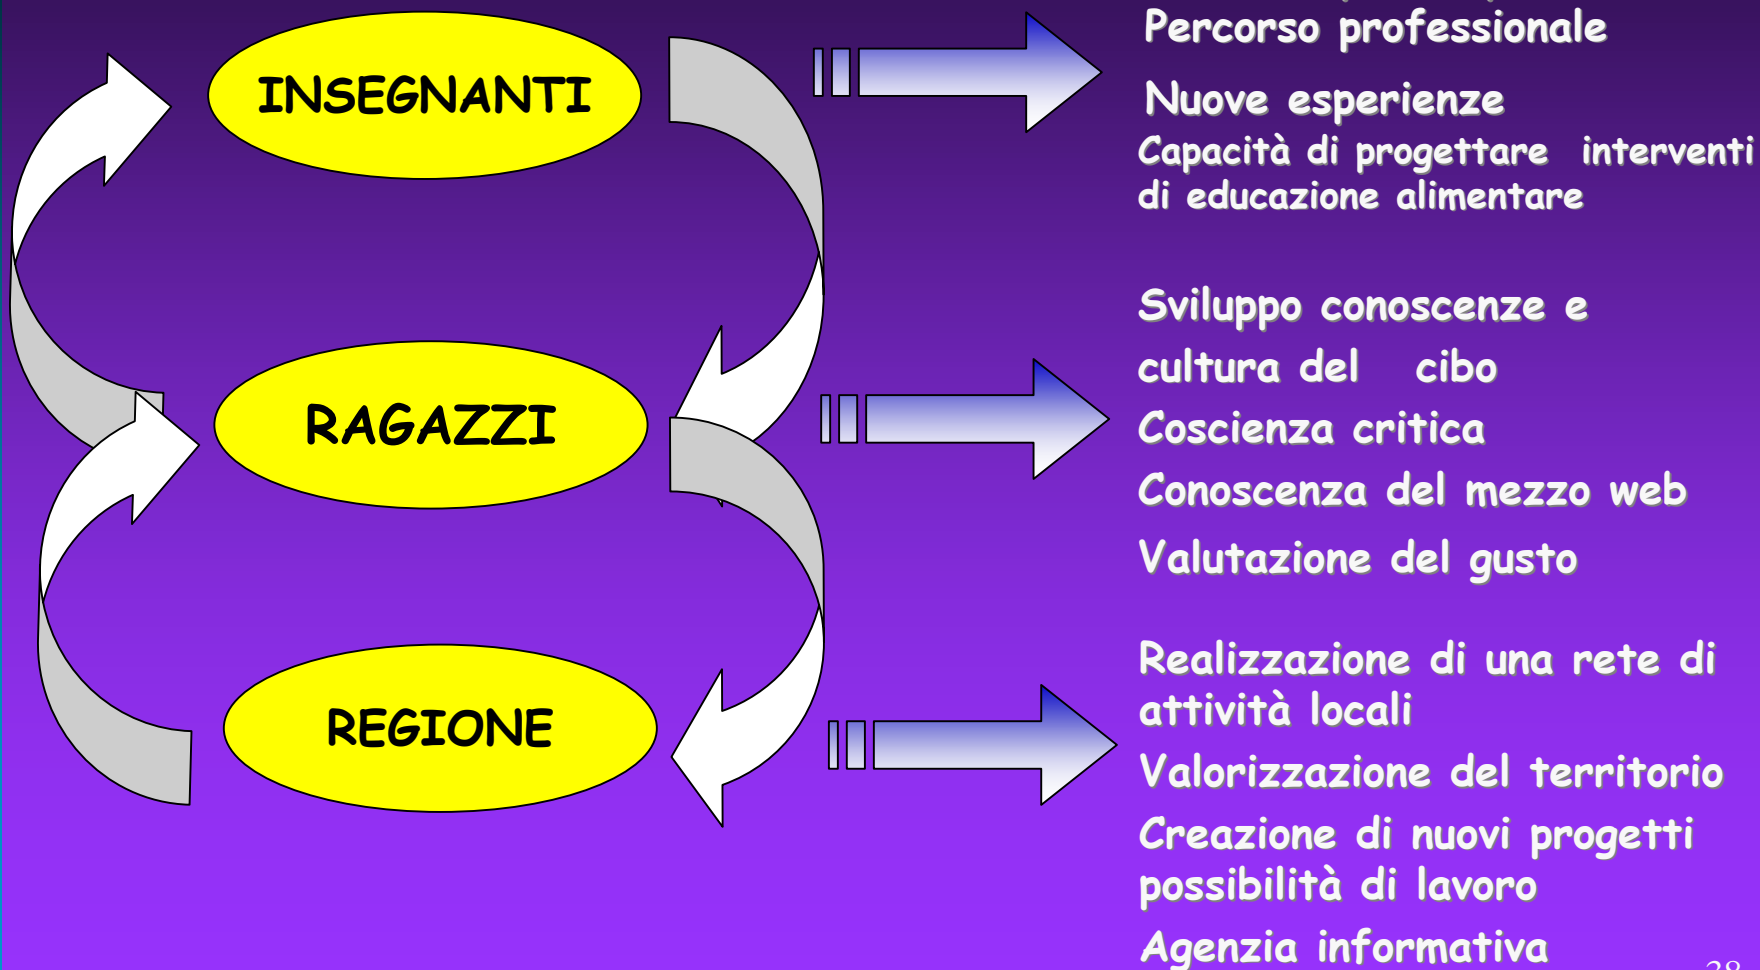 INSEGNANTI
Percorso professionale
Nuove esperienze
Capacità di progettare interventi
di educazione alimentare
RAGAZZI
Sviluppo conoscenze e
cultura del cibo
Coscienza critica
Conoscenza del mezzo web
Valutazione del gusto
REGIONE
Realizzazione di una rete di
attività locali
Valorizzazione del territorio
Creazione di nuovi progetti
possibilità di lavoro
Agenzia informativa